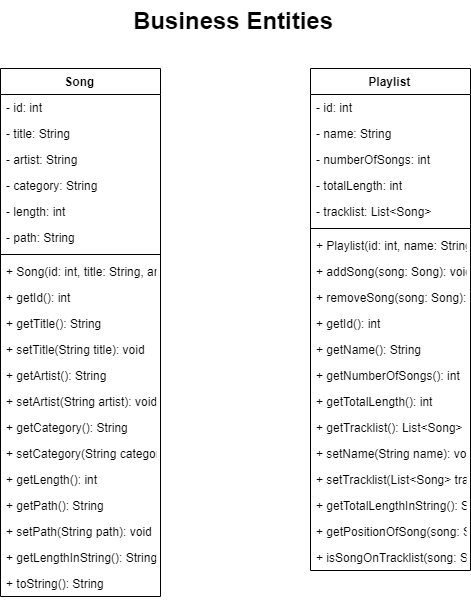 Business Entities
Song
- id: int
- title: String
- artist: String
- category: String
- length: int
- path: String
+ Song(id: int, title: String, ar
+ getId(): int
+ getTitle(): String
+ setTitle(String title): void
+ getArtist(): String
+ setArtist(String artist): void
+ getCategory(): String
+ setCategory(String catego
+ getLength(): int
+ getPath(): String
+ setPath(String path): void
+ getLengthInString(): String
+ toString(): String
Playlist
- id: int
- name: String
- numberOfSongs: int
- totalLength: int
- tracklist: List<Song>
+ Playlist(id: int, name: String
+ addSong(song: Song): voi
+ removeSong(song: Song):
+ getId(): int
+ getName(): String
+ getNumberOfSongs(): int
+ getTotalLength(): int
+ getTracklist(): List<Song>
+ setName(String name): vo
+ setTracklist(List<Song> tra
+ getTotalLengthInString(): S
+ getPositionOfSong(song: S
+ isSongOnTracklist(song: S